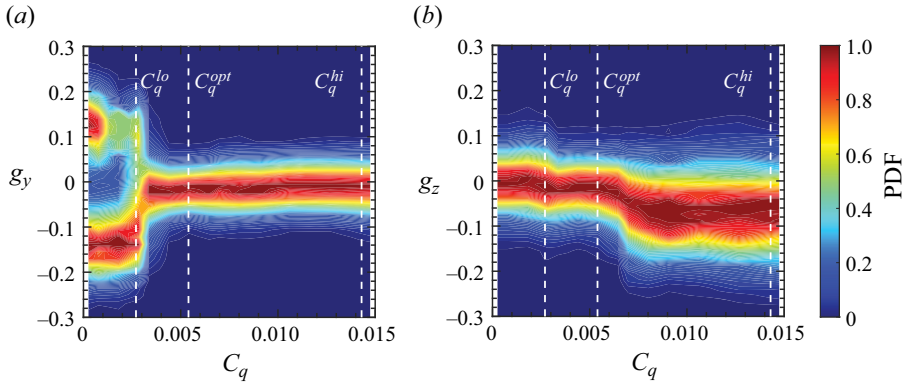 (a)
0.3
0.2
0.1
0
–0.1
–0.2
–0.3
g_y
C_q^{lo}
C_q^{opt}
C_q^{hi}
0
0.005
0.010
0.015
C_q
(b)
0.3
0.2
0.1
0
–0.1
–0.2
–0.3
g_z
C_q^{lo}
C_q^{opt}
C_q^{hi}
0
0.005
0.010
0.015
C_q
1.0
0.8
0.6
0.4
0.2
0
PDF